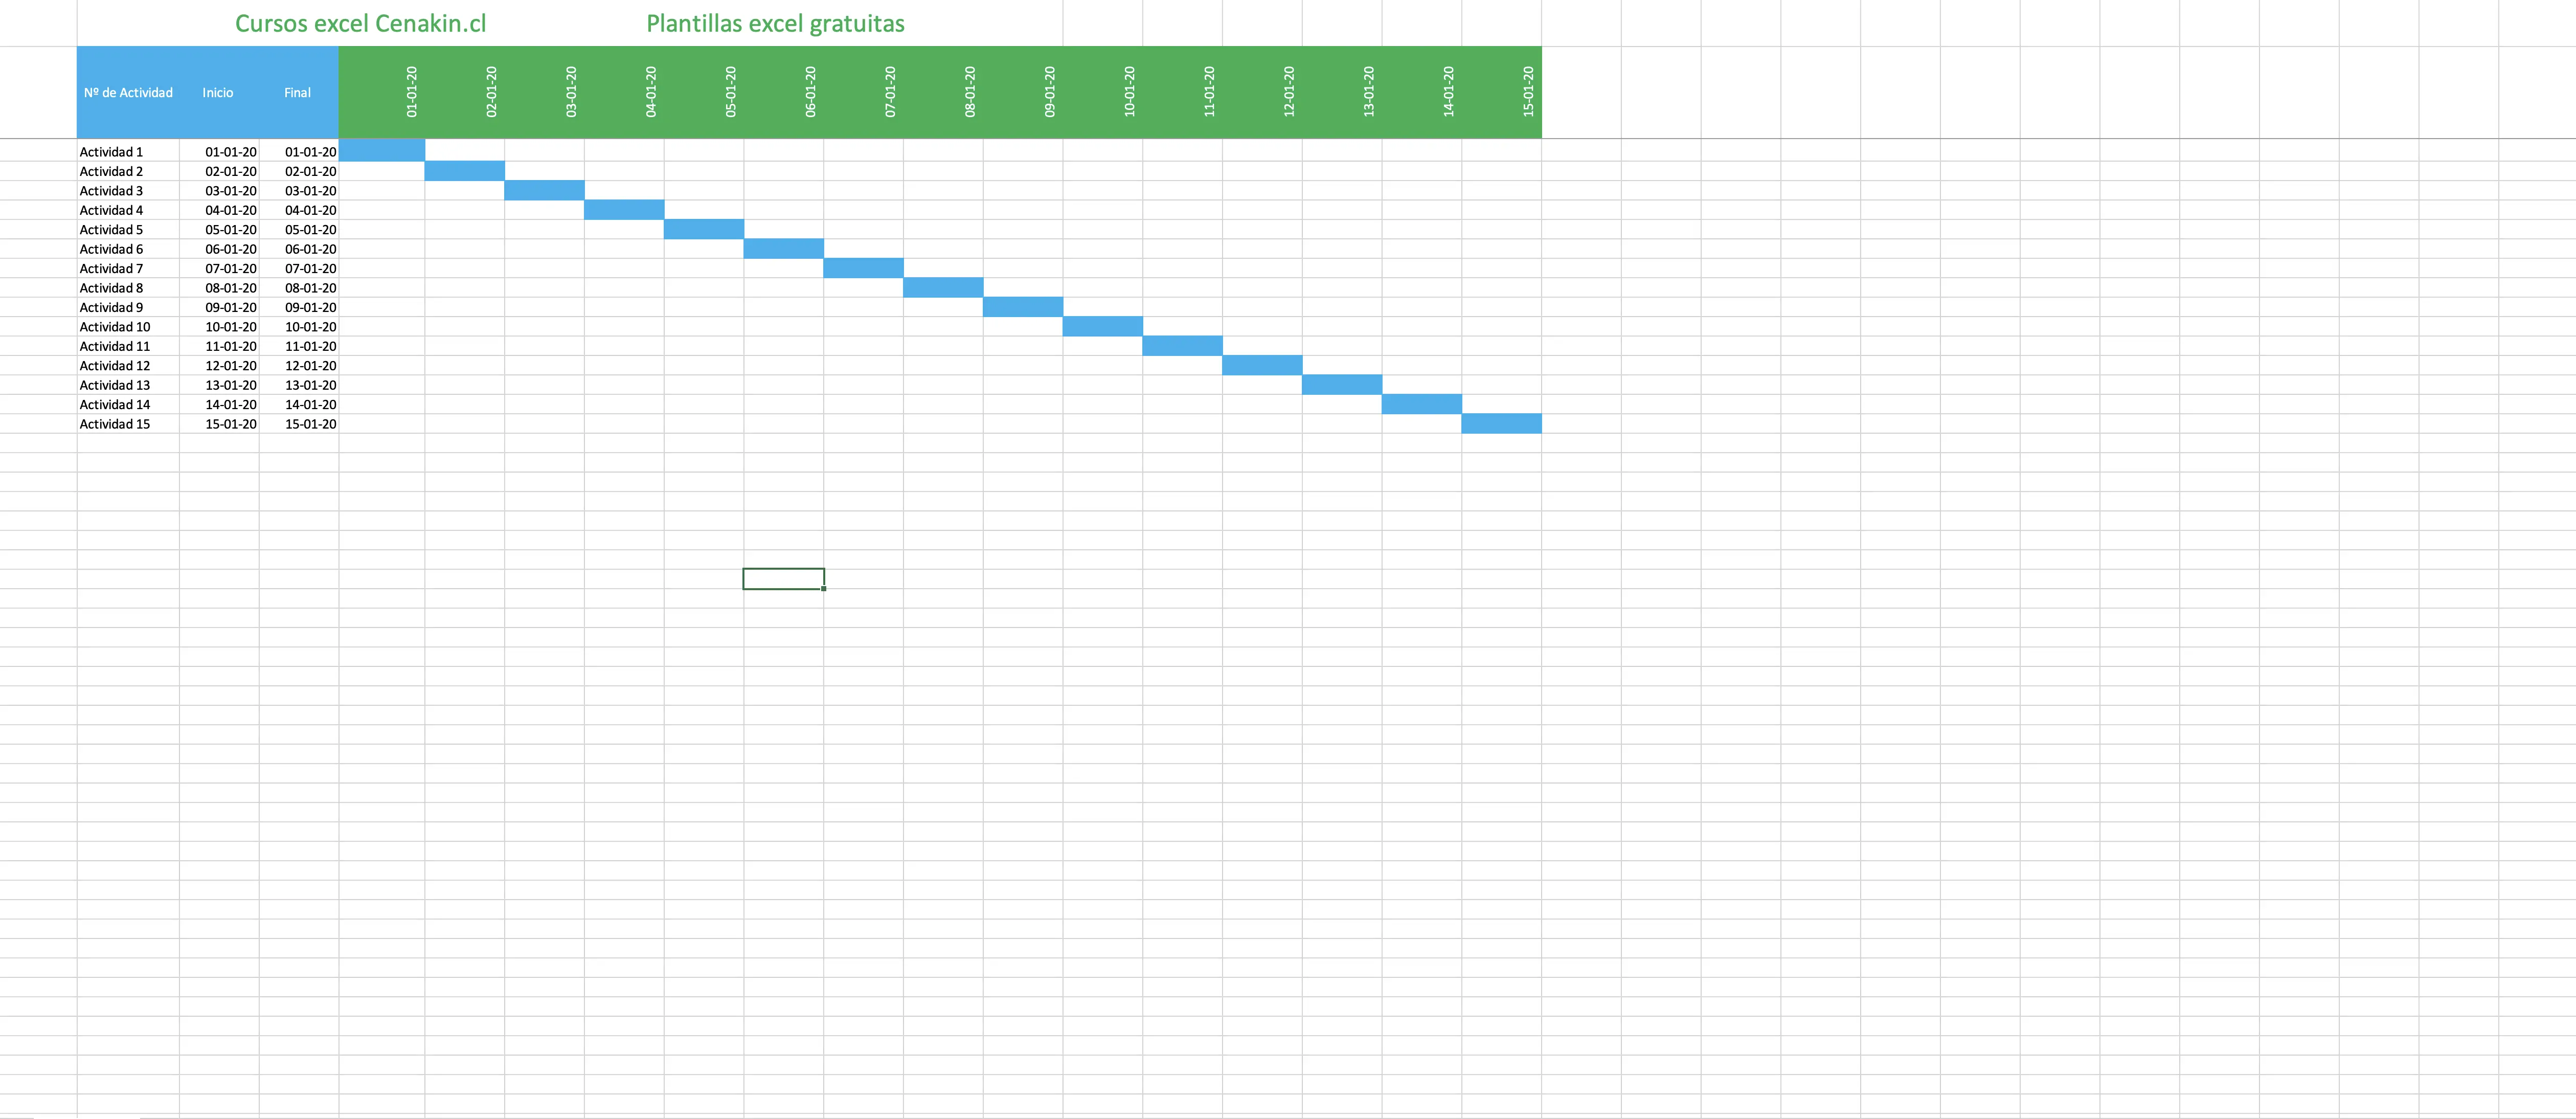 Cursos excel Cenakin.cl Plantillas excel gratuitas
Nº de Actividad Inicio Final 01-01-20 02-01-20 03-01-20 04-01-20 05-01-20 06-01-20 07-01-20 08-01-20 09-01-20 10-01-20 11-01-20 12-01-20 13-01-20 14-01-20 15-01-20
Actividad 1 01-01-20 01-01-20
Actividad 2 02-01-20 02-01-20
Actividad 3 03-01-20 03-01-20
Actividad 4 04-01-20 04-01-20
Actividad 5 05-01-20 05-01-20
Actividad 6 06-01-20 06-01-20
Actividad 7 07-01-20 07-01-20
Actividad 8 08-01-20 08-01-20
Actividad 9 09-01-20 09-01-20
Actividad 10 10-01-20 10-01-20
Actividad 11 11-01-20 11-01-20
Actividad 12 12-01-20 12-01-20
Actividad 13 13-01-20 13-01-20
Actividad 14 14-01-20 14-01-20
Actividad 15 15-01-20 15-01-20